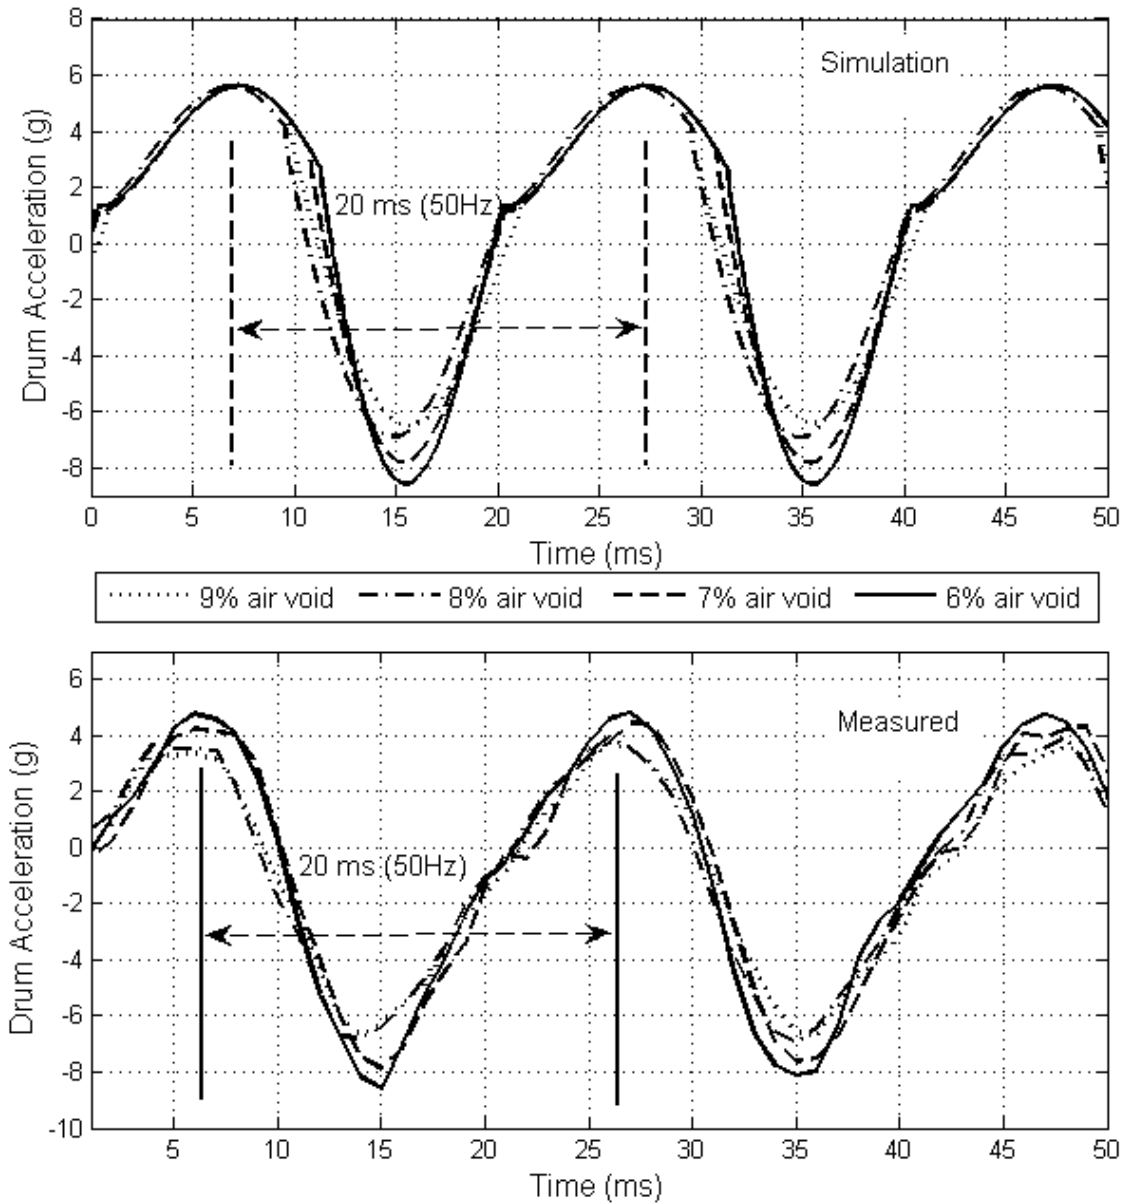 8
6
4
2
0
-2
-4
-6
-8
Drum Acceleration (g)
Simulation
20 ms (50Hz)
0 5 10 15 20 25 30 35 40 45 50
Time (ms)
9% air void 8% air void 7% air void 6% air void
6
4
2
0
-2
-4
-6
-8
-10
Drum Acceleration (g)
Measured
20 ms (50Hz)
5 10 15 20 25 30 35 40 45 50
Time (ms)